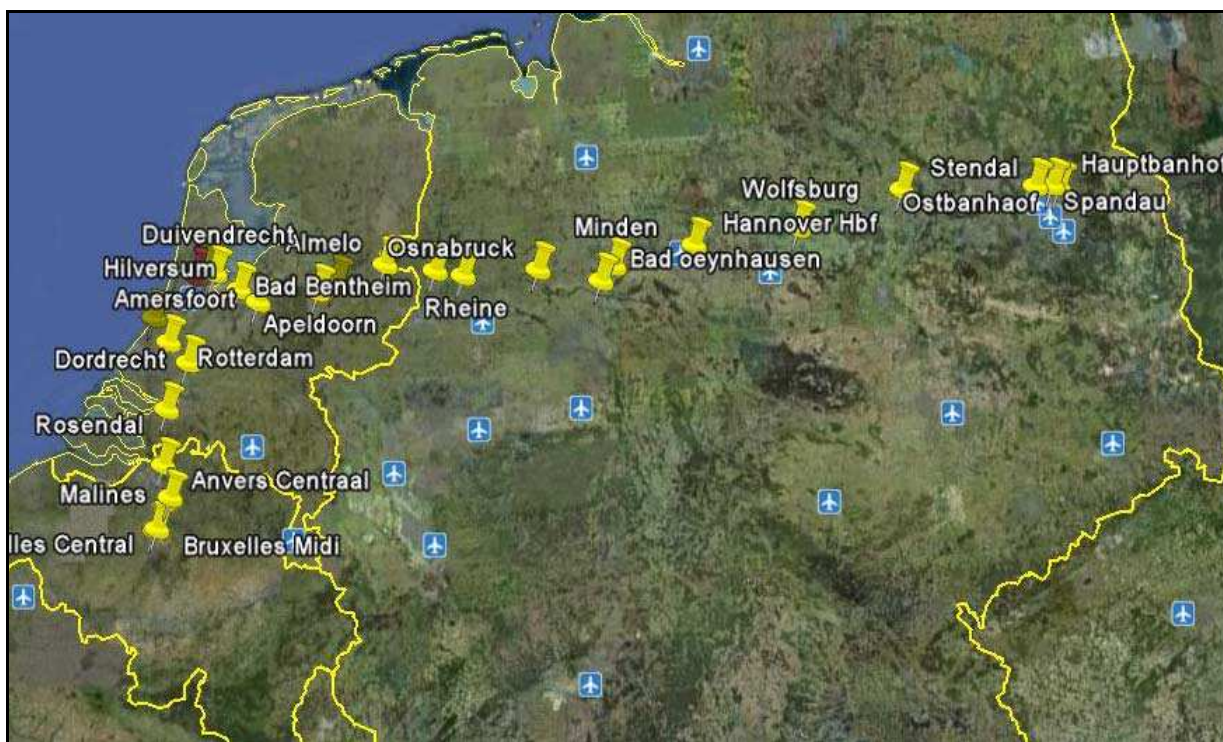 Stendal
Hauptbanhof
Ostbanhaof
Spandau
Wolfsburg
Hannover Hbf
Minden
Bad oeynhausen
Duivendrecht
Almelo
Osnabruck
Hilversum
Bad Bentheim
Amersfoort
Apeldoorn
Rheine
Dordrecht
Rotterdam
Rosendal
Anvers Centraal
Malines
lles Central
Bruxelles Midi